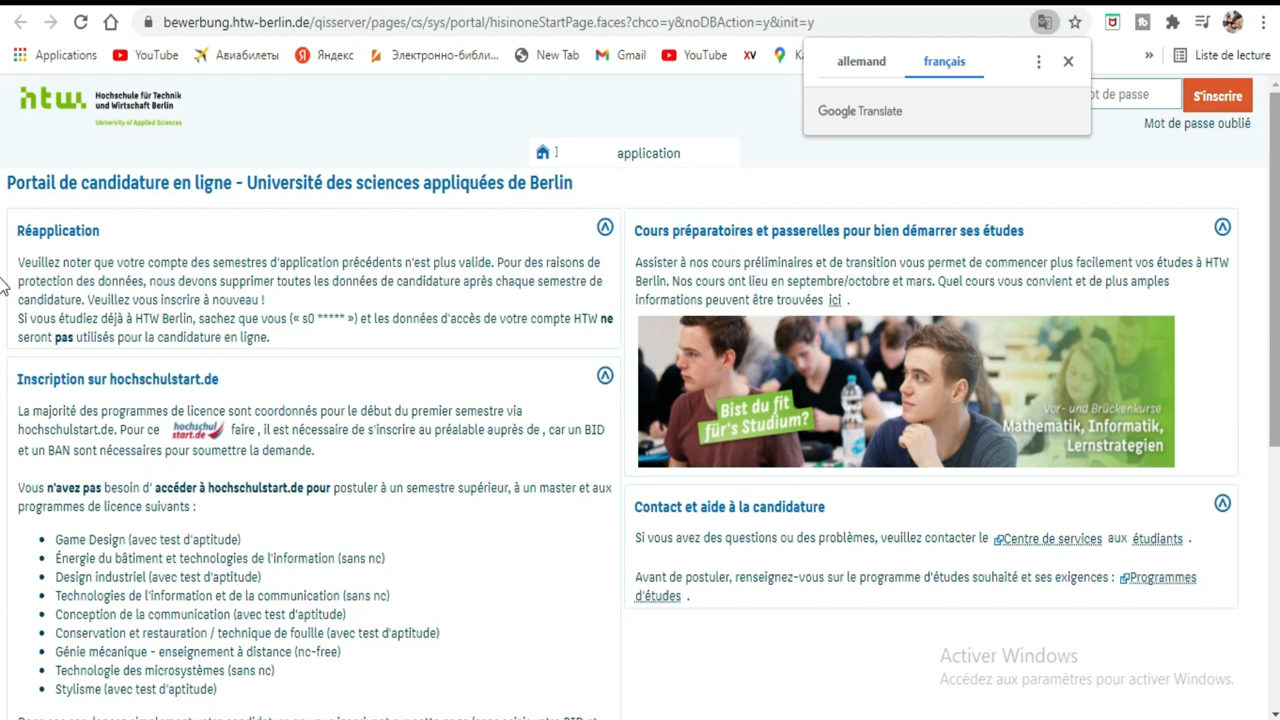 bewerbung.htw-berlin.de/qisserver/pages/cs/sys/portal/hisinoneStartPage.faces?chco=y&noDBAction=y&init=y
Applications YouTube Авиабилеты Яндекс Электронно-библи... New Tab Gmail YouTube XV » Liste de lecture
allemand français
Google Translate
htw. Hochschule für Technik
und Wirtschaft Berlin
University of Applied Sciences
de passe S'inscrire
Mot de passe oublié
application
Portail de candidature en ligne - Université des sciences appliquées de Berlin
Réapplication
Veuillez noter que votre compte des semestres d'application précédents n'est plus valide. Pour des raisons de
protection des données, nous devons supprimer toutes les données de candidature après chaque semestre de
candidature. Veuillez vous inscrire à nouveau !
Si vous étudiez déjà à HTW Berlin, sachez que vous (« s0 ***** ») et les données d'accès de votre compte HTW ne
seront pas utilisés pour la candidature en ligne.
Inscription sur hochschulstart.de
La majorité des programmes de licence sont coordonnés pour le début du premier semestre via
hochschulstart.de. Pour ce hochschul start.de faire , il est nécessaire de s'inscrire au préalable auprès de , car un BID
et un BAN sont nécessaires pour soumettre la demande.
Vous n'avez pas besoin d' accéder à hochschulstart.de pour postuler à un semestre supérieur, à un master et aux
programmes de licence suivants :
• Game Design (avec test d'aptitude)
• Énergie du bâtiment et technologies de l'information (sans nc)
• Design industriel (avec test d'aptitude)
• Technologies de l'information et de la communication (sans nc)
• Conception de la communication (avec test d'aptitude)
• Conservation et restauration / technique de fouille (avec test d'aptitude)
• Génie mécanique - enseignement à distance (nc-free)
• Technologie des microsystèmes (sans nc)
• Stylisme (avec test d'aptitude)
Cours préparatoires et passerelles pour bien démarrer ses études
Assister à nos cours préliminaires et de transition vous permet de commencer plus facilement vos études à HTW
Berlin. Nos cours ont lieu en septembre/octobre et mars. Quel cours vous convient et de plus amples
informations peuvent être trouvées ici .
Bist du fit
für's Studium?
Vor- und Brückenkurse
Mathematik, Informatik,
Lernstrategien
Contact et aide à la candidature
Si vous avez des questions ou des problèmes, veuillez contacter le Centre de services aux étudiants .
Avant de postuler, renseignez-vous sur le programme d'études souhaité et ses exigences : Programmes
d'études .
Activer Windows
Accédez aux paramètres pour activer Windows.